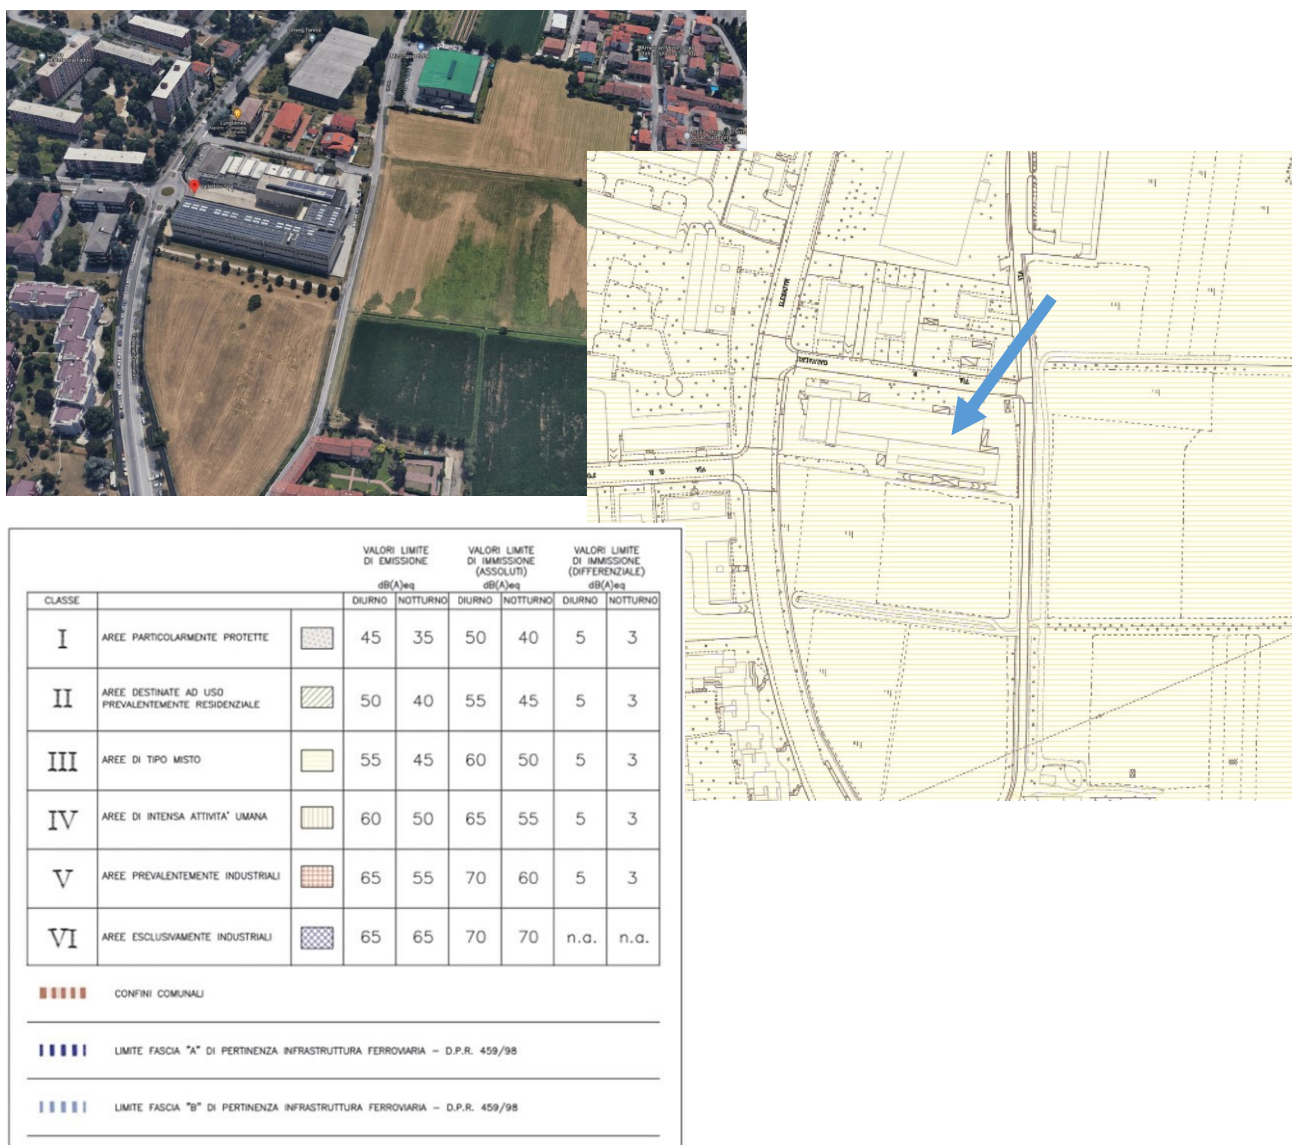 VIA
VIA
G. B.
VALORI LIMITE
DI EMISSIONE
dB(A)eq
VALORI LIMITE
DI IMMISSIONE
(ASSOLUTI)
dB(A)eq
VALORI LIMITE
DI IMMISSIONE
(DIFFERENZIALE)
dB(A)eq
CLASSE DIURNO NOTTURNO DIURNO NOTTURNO DIURNO NOTTURNO
I AREE PARTICOLARMENTE PROTETTE 45 35 50 40 5 3
II AREE DESTINATE AD USO
PREVALENTEMENTE RESIDENZIALE 50 40 55 45 5 3
III AREE DI TIPO MISTO 55 45 60 50 5 3
IV AREE DI INTENSA ATTIVITA' UMANA 60 50 65 55 5 3
V AREE PREVALENTEMENTE INDUSTRIALI 65 55 70 60 5 3
VI AREE ESCLUSIVAMENTE INDUSTRIALI 65 65 70 70 n.a. n.a.
CONFINI COMUNALI
LIMITE FASCIA "A" DI PERTINENZA INFRASTRUTTURA FERROVIARIA – D.P.R. 459/98
LIMITE FASCIA "B" DI PERTINENZA INFRASTRUTTURA FERROVIARIA – D.P.R. 459/98